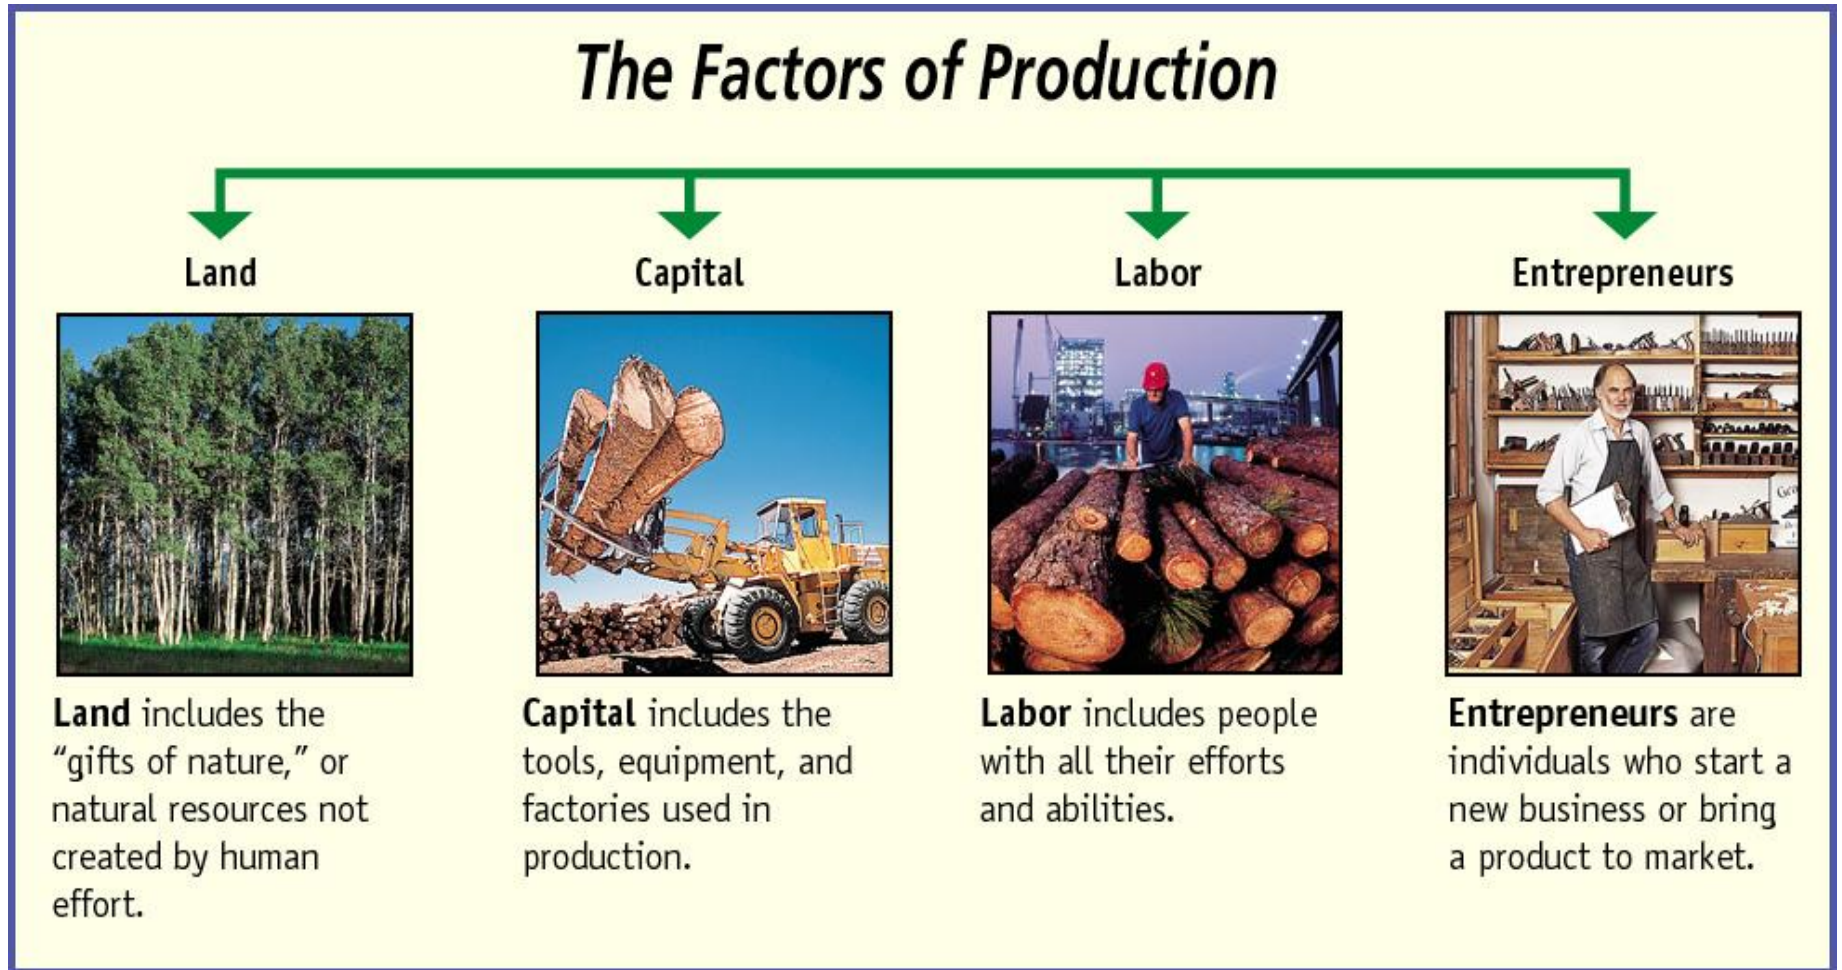 The Factors of Production
Land
Capital
Labor
Entrepreneurs
Land includes the
“gifts of nature,” or
natural resources not
created by human
effort.
Capital includes the
tools, equipment, and
factories used in
production.
Labor includes people
with all their efforts
and abilities.
Entrepreneurs are
individuals who start a
new business or bring
a product to market.